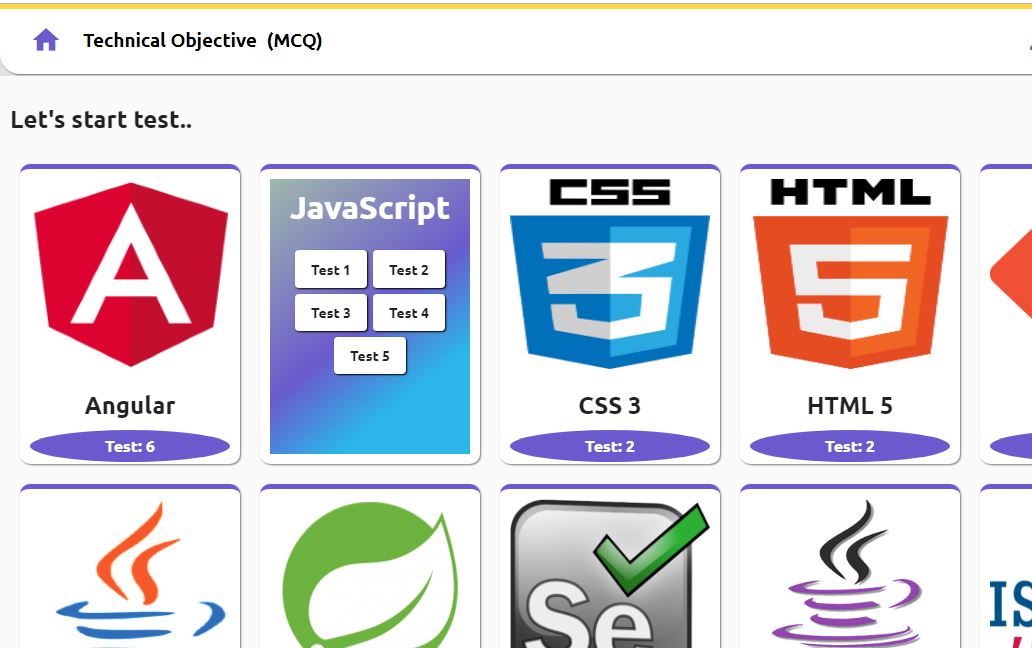 Technical Objective (MCQ)
Let's start test..
A
Angular
Test: 6
JavaScript
Test 1 Test 2
Test 3 Test 4
Test 5
CSS
3
CSS 3
Test: 2
HTML
5
HTML 5
Test: 2
Se
IS